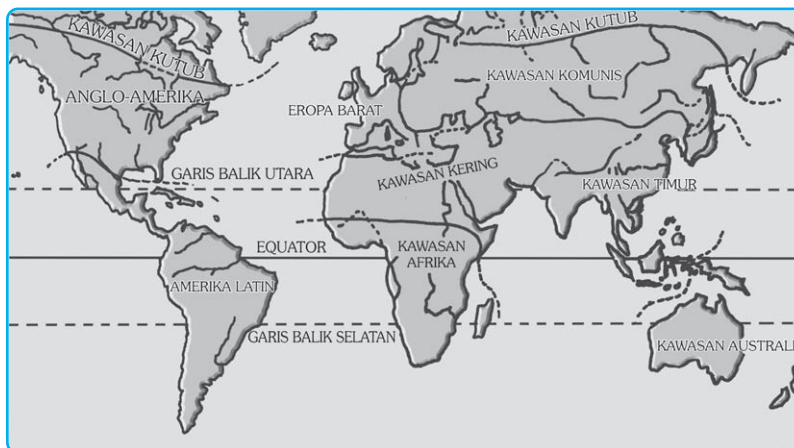 KAWASAN KUTUB
KAWASAN KUTUB
ANGLO-AMERIKA
KAWASAN KOMUNIS
EROPA BARAT
GARIS BALIK UTARA
KAWASAN KERING
KAWASAN TIMUR
EQUATOR
KAWASAN
AFRIKA
AMERIKA LATIN
GARIS BALIK SELATAN
KAWASAN AUSTRALI